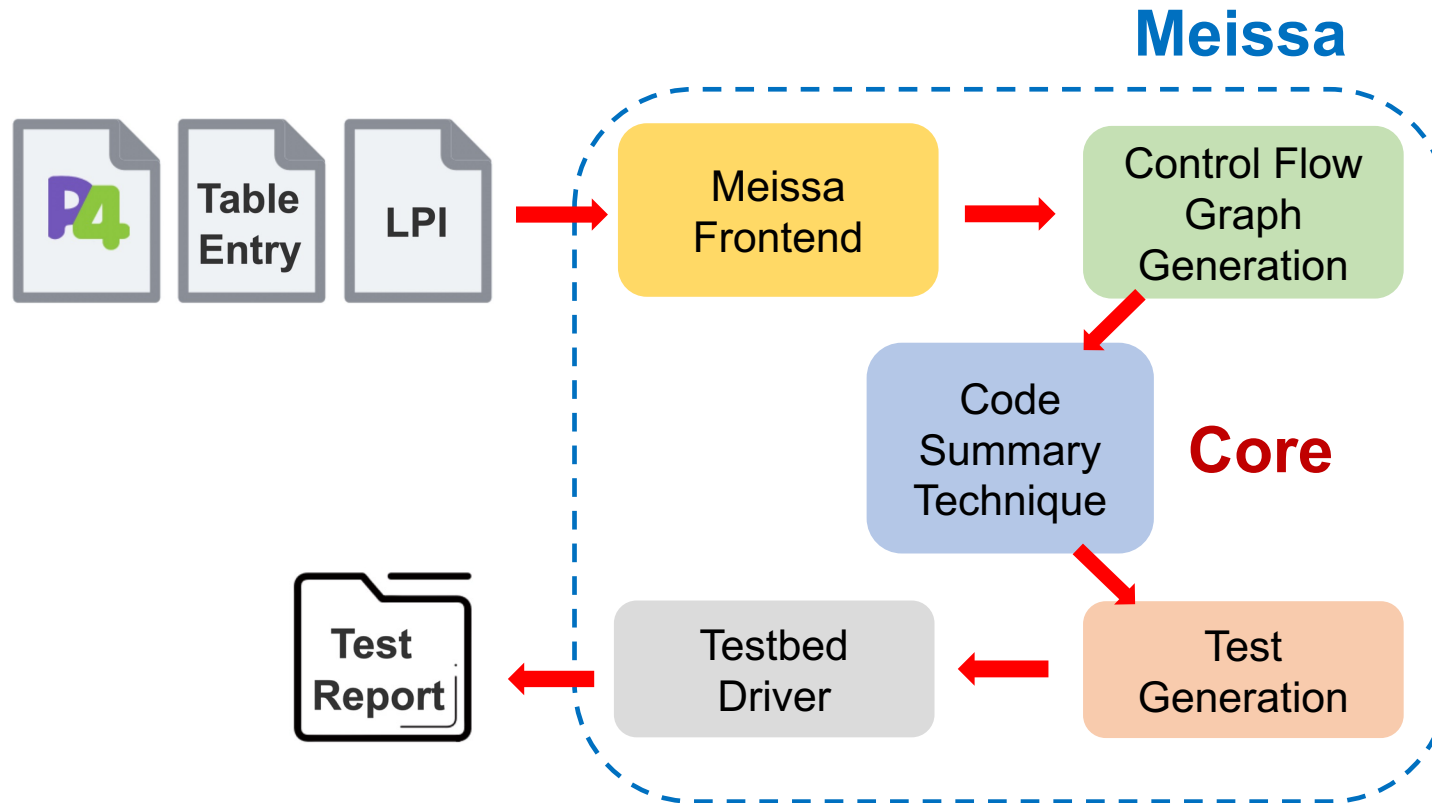 Meissa
P4
Table
Entry
LPI
Meissa
Frontend
Control Flow
Graph
Generation
Code
Summary
Technique
Core
Test
Report
Testbed
Driver
Test
Generation